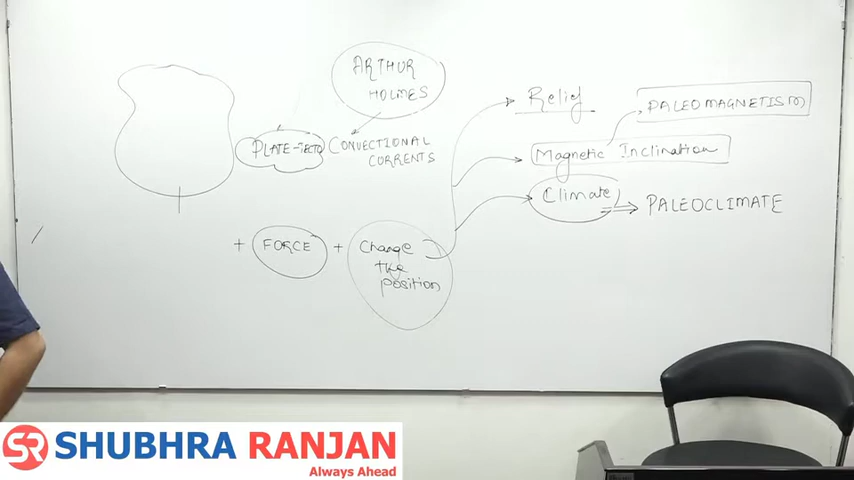 ARTHUR
HOLMES
PLATE-TECTO
CONVECTIONAL
CURRENTS
+ FORCE + Change
the
position
Relief
PALEOMAGNETISM
Magnetic Inclination
Climate
PALEOCLIMATE
SR SHUBHRA RANJAN
Always Ahead